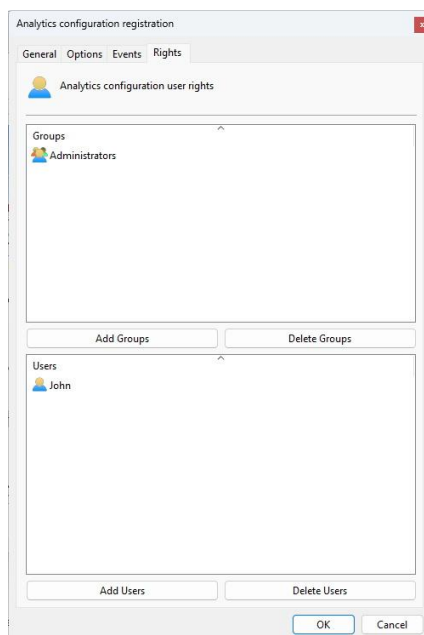 Analytics configuration registration
x
General Options Events Rights
Analytics configuration user rights
Groups
Administrators
Add Groups Delete Groups
Users
John
Add Users Delete Users
OK Cancel